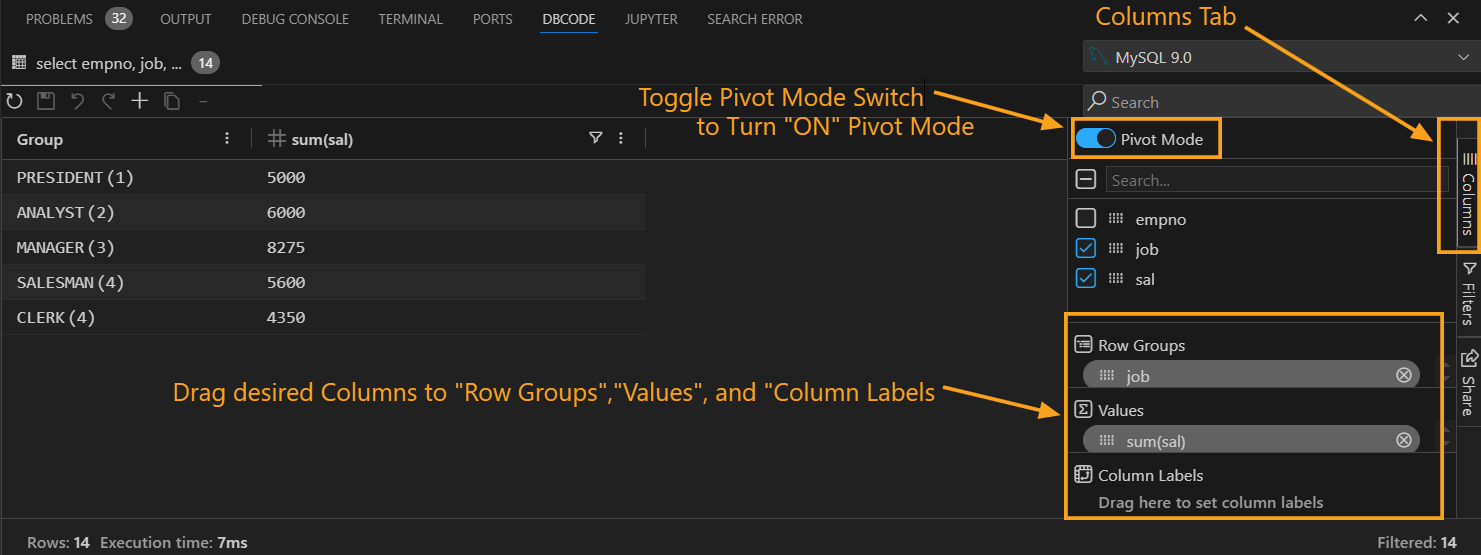 PROBLEMS 32 OUTPUT DEBUG CONSOLE TERMINAL PORTS DBCODE JUPYTER SEARCH ERROR
Columns Tab
select empno, job, ... 14
MySQL 9.0
Search
Toggle Pivot Mode Switch
to Turn "ON" Pivot Mode
Group sum(sal)
Pivot Mode
PRESIDENT (1) 5000
ANALYST (2) 6000
MANAGER (3) 8275
SALESMAN (4) 5600
CLERK (4) 4350
Search...
empno
job
sal
Columns
Filters
Share
Drag desired Columns to "Row Groups","Values", and "Column Labels
Row Groups
job
Values
sum(sal)
Column Labels
Drag here to set column labels
Rows: 14 Execution time: 7ms Filtered: 14